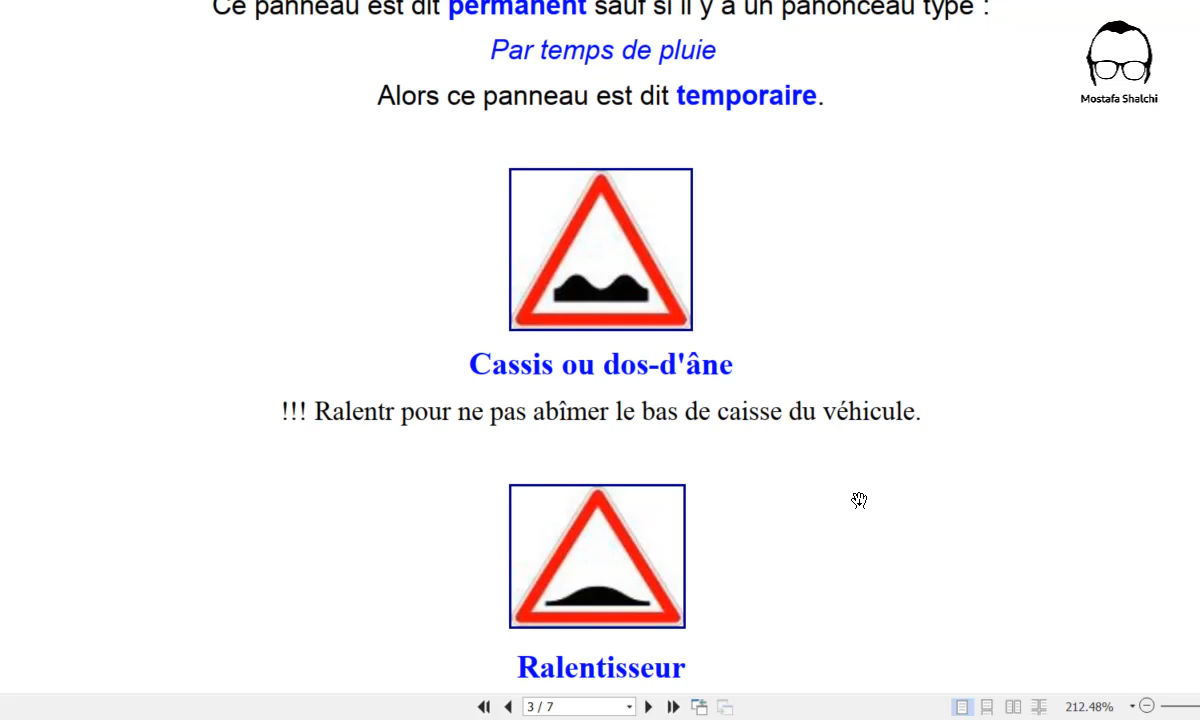 Ce panneau est dit permanent sauf si il y a un panonceau type :
Par temps de pluie
Mostafa Shalchi
Alors ce panneau est dit temporaire.
Cassis ou dos-d'âne
!!! Ralentr pour ne pas abîmer le bas de caisse du véhicule.
Ralentisseur
3 / 7
212.48%